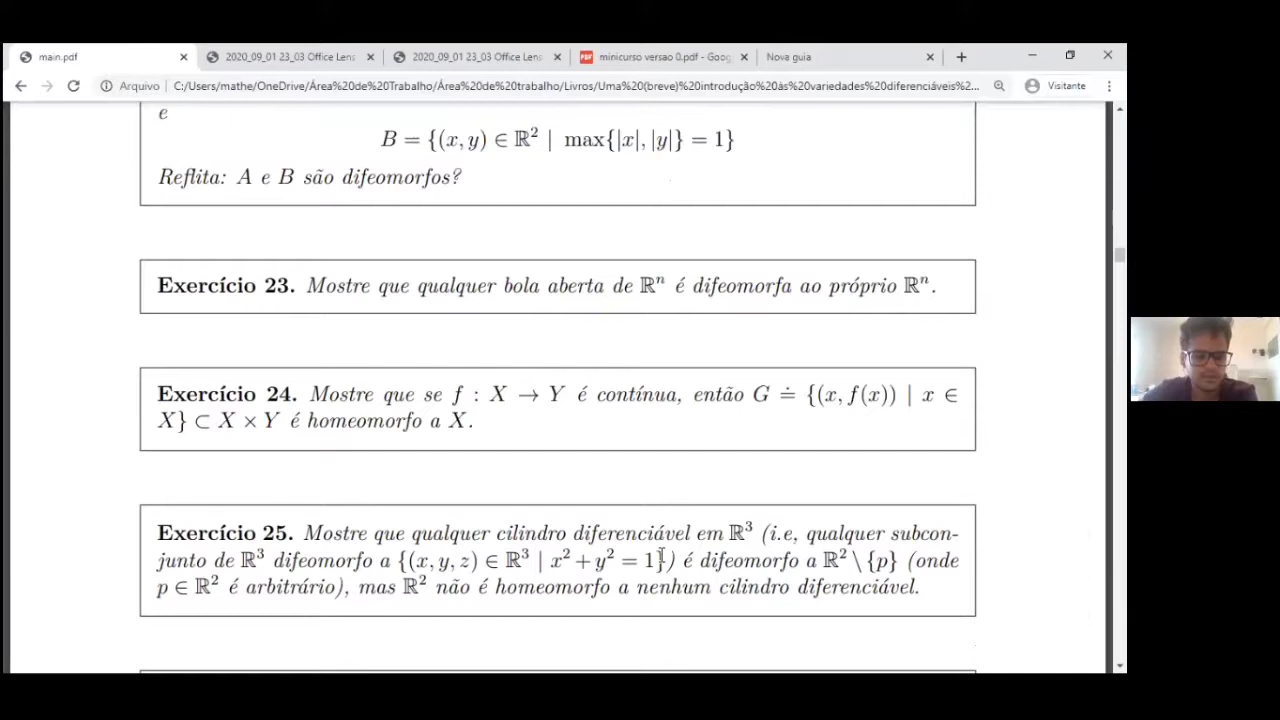 main.pdf
2020_09_01 23_03 Office Lens
2020_09_01 23_03 Office Lens
minicurso versao 0.pdf - Goog
Nova guia
Arquivo
C:/Users/mathe/OneDrive/Área%20de%20Trabalho/Área%20de%20trabalho/Livros/Uma%20(breve)%20introdução%20às%20variedades%20diferenciáveis%2...
Visitante
e
B = {(x, y) ∈ ℝ² | max{|x|, |y|} = 1}
Reflita: A e B são difeomorfos?
Exercício 23. Mostre que qualquer bola aberta de ℝⁿ é difeomorfa ao próprio ℝⁿ.
Exercício 24. Mostre que se f : X → Y é contínua, então G ≐ {(x, f(x)) | x ∈
X} ⊂ X × Y é homeomorfo a X.
Exercício 25. Mostre que qualquer cilindro diferenciável em ℝ³ (i.e, qualquer subcon-
junto de ℝ³ difeomorfo a {(x, y, z) ∈ ℝ³ | x² + y² = 1}) é difeomorfo a ℝ² \ {p} (onde
p ∈ ℝ² é arbitrário), mas ℝ² não é homeomorfo a nenhum cilindro diferenciável.